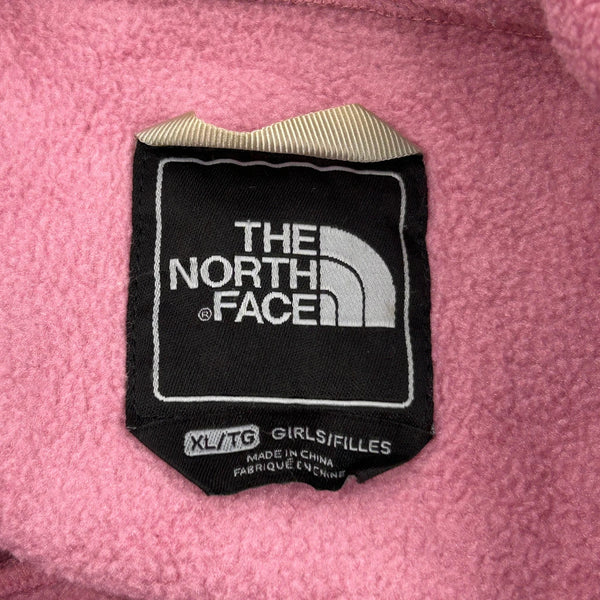 THE
NORTH
®FACE
XL/TG GIRLS/FILLES
MADE IN CHINA
FABRIQUÉ EN CHINE